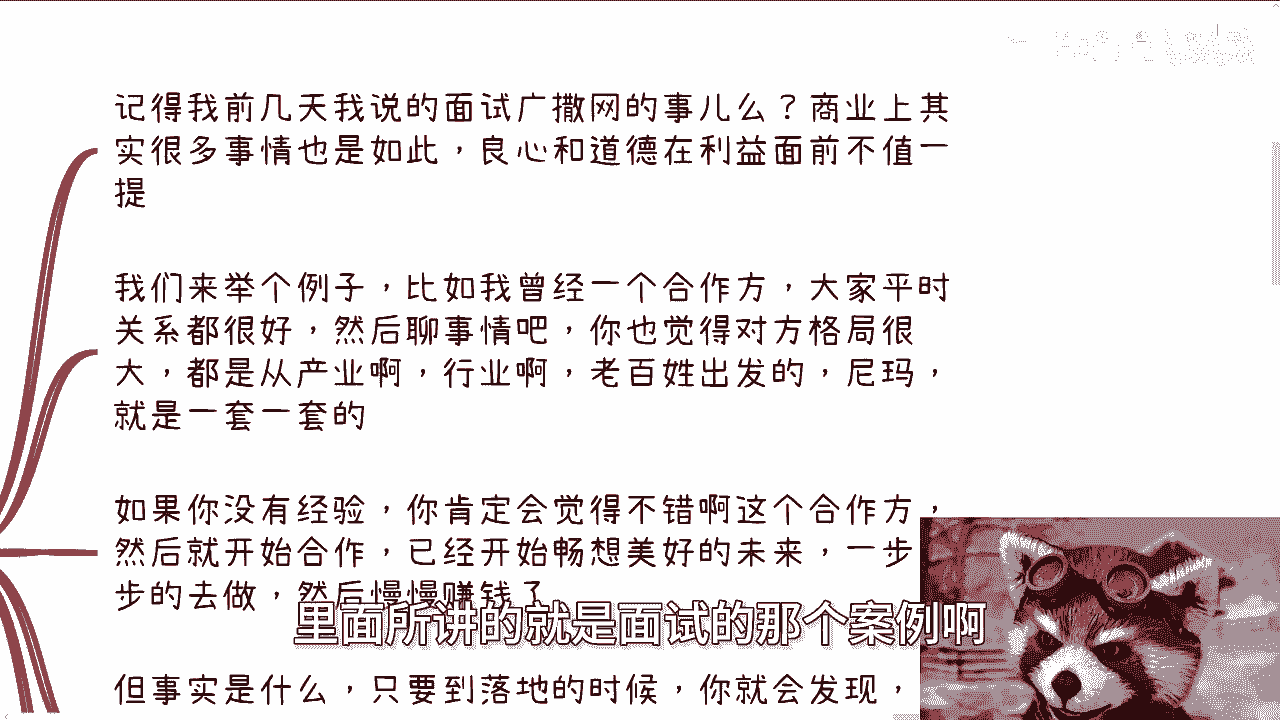 记得我前几天我说的面试广撒网的事儿么？商业上其
实很多事情也是如此，良心和道德在利益面前不值一
提
我们来举个例子，比如我曾经一个合作方，大家平时
关系都很好，然后聊事情吧，你也觉得对方格局很
大，都是从产业啊，行业啊，老百姓出发的，尼玛，
就是一套一套的
如果你没有经验，你肯定会觉得不错啊这个合作方，
然后就开始合作，已经开始畅想美好的未来，一步
步的去做，然后慢慢赚钱了
里面所讲的就是面试的那个案例啊
但事实是什么，只要到落地的时候，你就会发现，